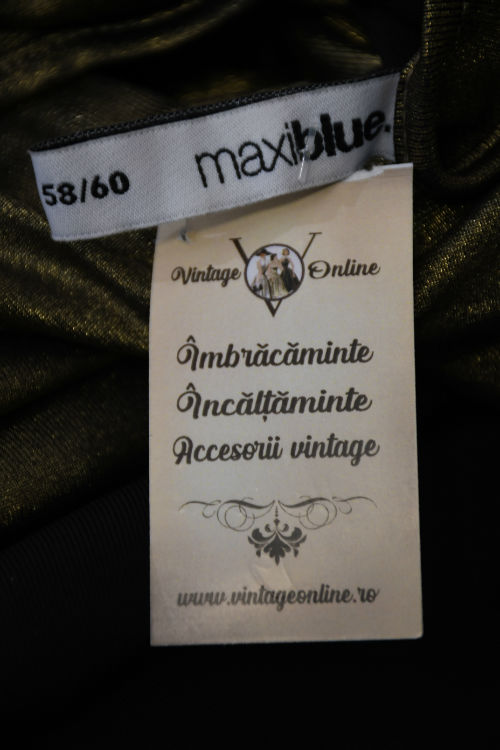 58/60 maxiblue.
Vintage Online
Îmbrăcăminte
Încălțăminte
Accesorii vintage
www.vintageonline.ro